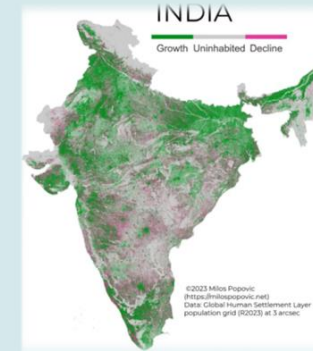 INDIA
Growth Uninhabited Decline
©2023 Milos Popovic
(https://milospopovic.net)
Data: Global Human Settlement Layer
population grid (R2023) at 3 arcsec